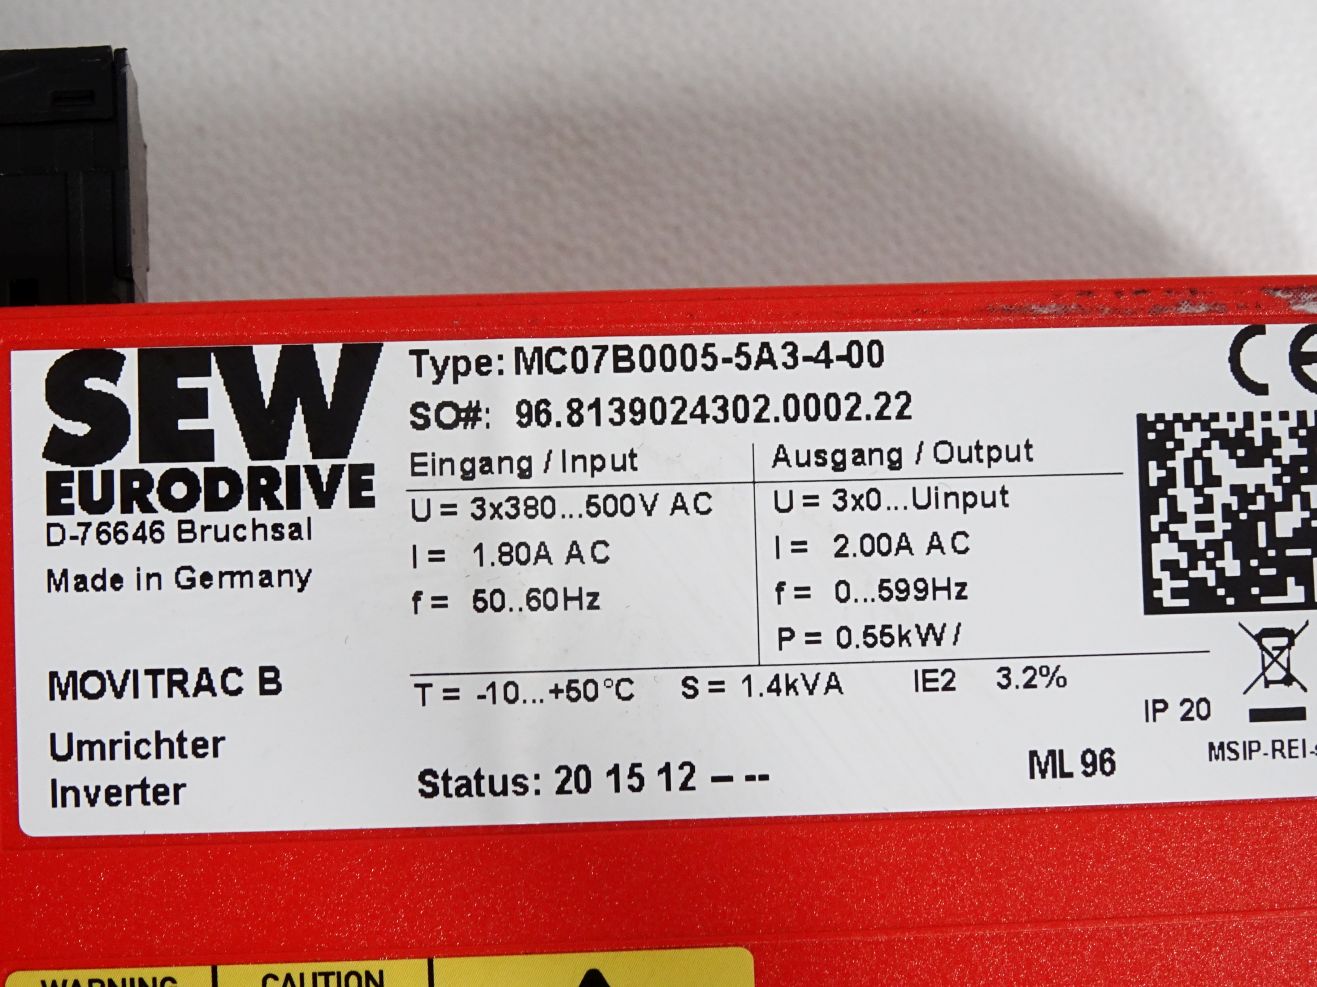 SEW
EURODRIVE
D-76646 Bruchsal
Made in Germany
MOVITRAC B
Umrichter
Inverter
Type: MC07B0005-5A3-4-00
SO#: 96.8139024302.0002.22
Eingang / Input
U = 3x380...500V AC
I = 1.80A AC
f = 50..60Hz
Ausgang / Output
U = 3x0...Uinput
I = 2.00A AC
f = 0...599Hz
P = 0.55kW /
T = -10...+50°C S = 1.4kVA IE2 3.2%
IP 20
Status: 20 15 12 – --
ML 96
CE
MSIP-REI-
WARNING
CAUTION